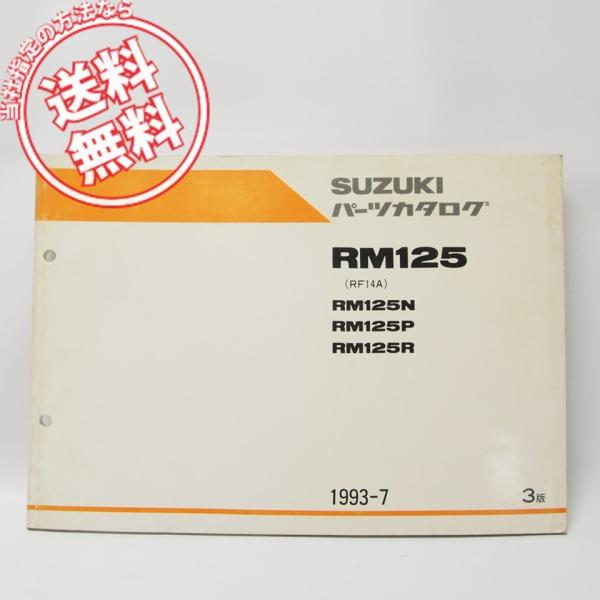 当社指定の方法なら
送料
無料
SUZUKI
パーツカタログ
RM125
(RF14A)
RM125N
RM125P
RM125R
1993-7
3版